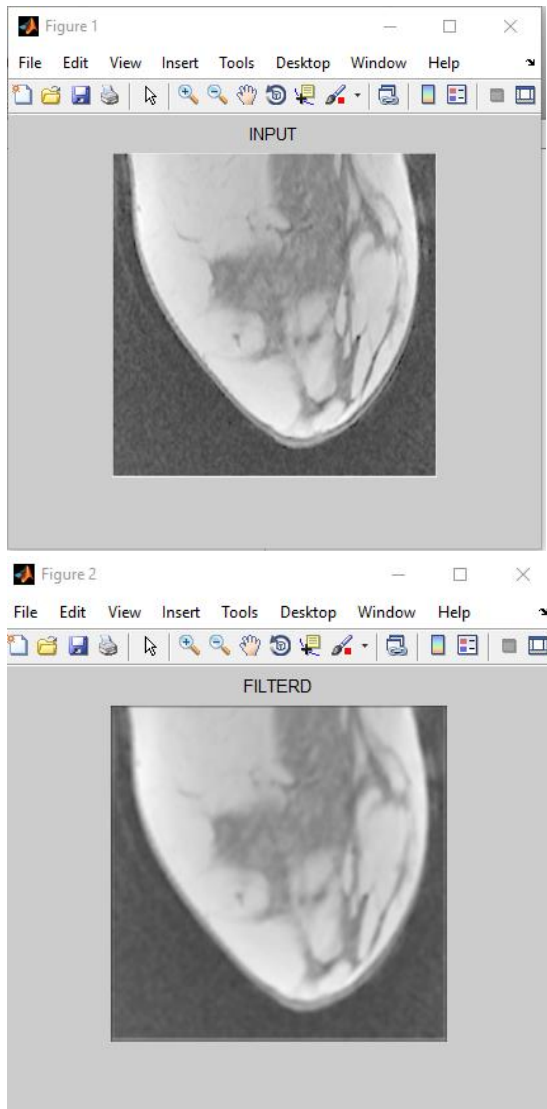 Figure 1
File Edit View Insert Tools Desktop Window Help
INPUT
Figure 2
File Edit View Insert Tools Desktop Window Help
FILTERD